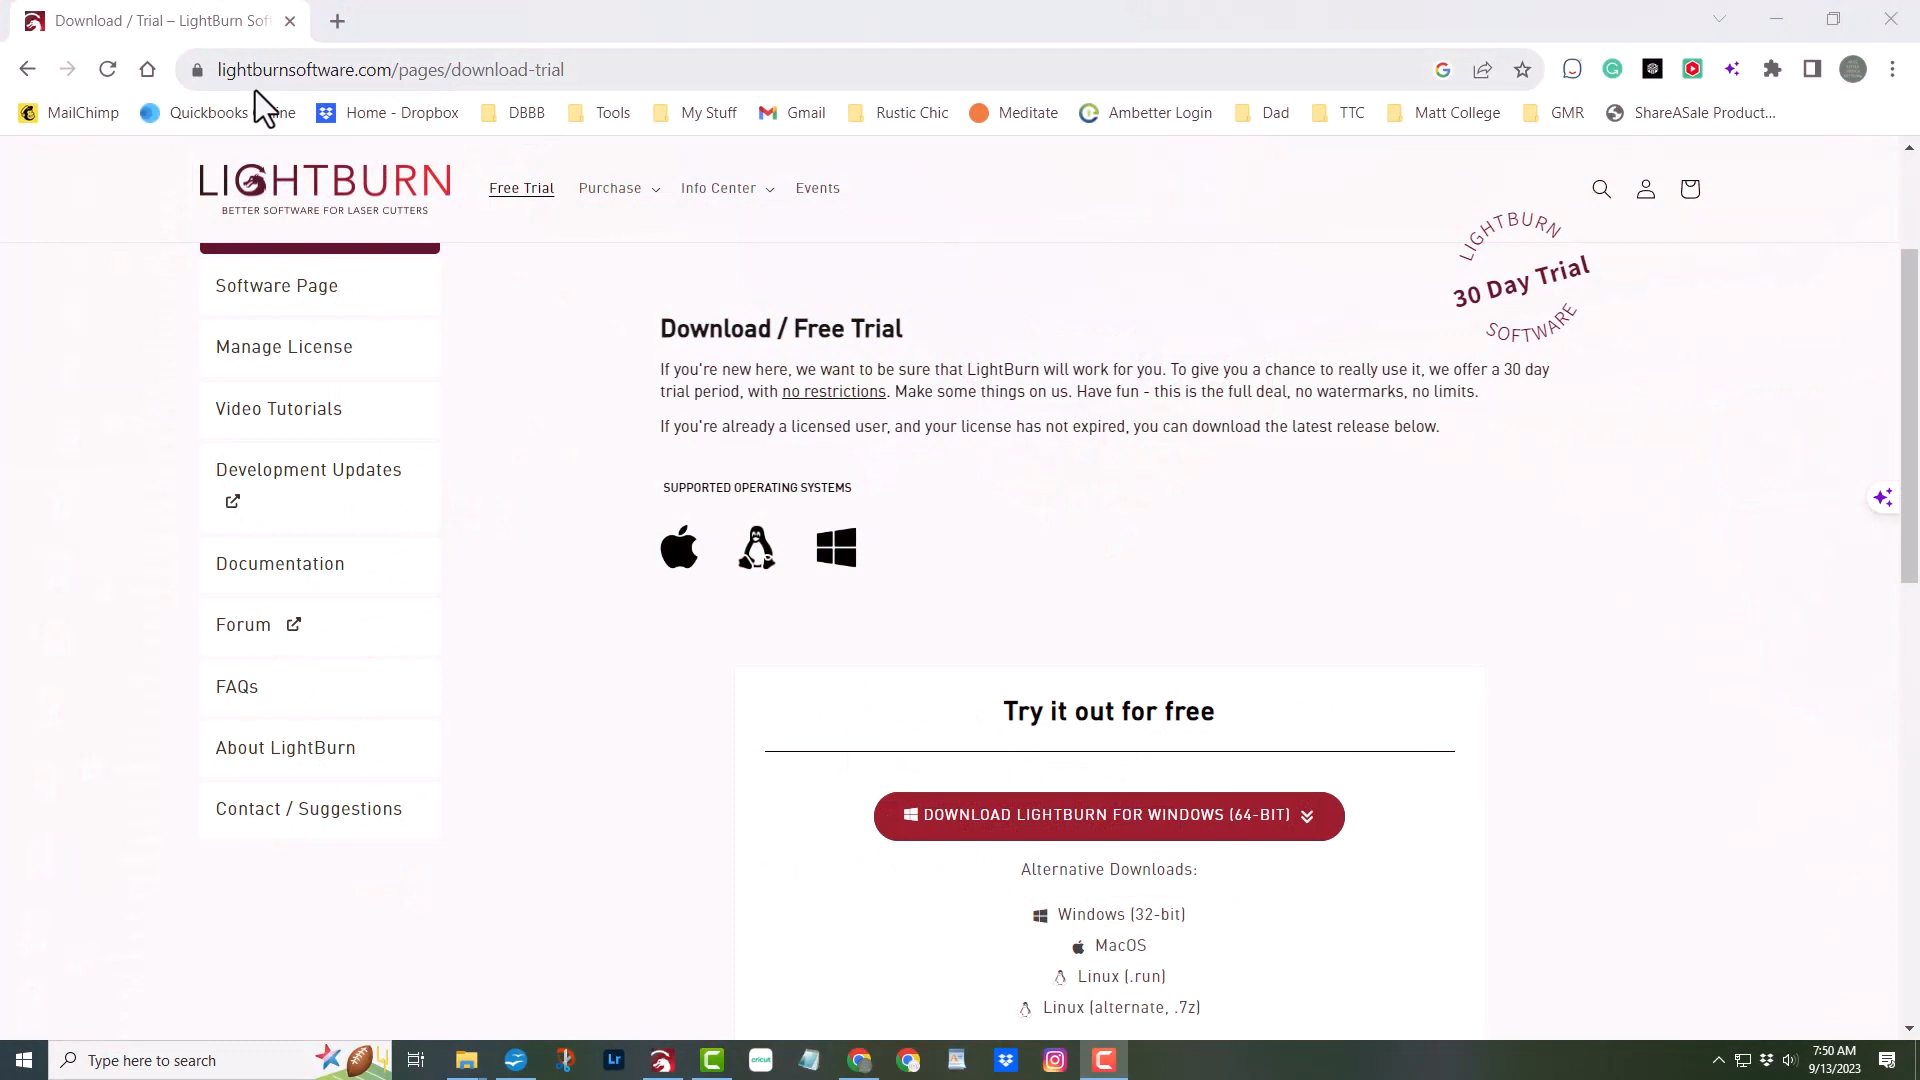 Download / Trial – LightBurn Soft
lightburnsoftware.com/pages/download-trial
MailChimp
Quickbooks
Home - Dropbox
DBBB
Tools
My Stuff
Gmail
Rustic Chic
Meditate
Ambetter Login
Dad
TTC
Matt College
GMR
ShareASale Product...
LIGHTBURN
BETTER SOFTWARE FOR LASER CUTTERS
Free Trial
Purchase
Info Center
Events
LIGHTBURN
30 Day Trial
SOFTWARE
Software Page
Manage License
Video Tutorials
Development Updates
Documentation
Forum
FAQs
About LightBurn
Contact / Suggestions
Download / Free Trial
If you're new here, we want to be sure that LightBurn will work for you. To give you a chance to really use it, we offer a 30 day
trial period, with no restrictions. Make some things on us. Have fun - this is the full deal, no watermarks, no limits.
If you're already a licensed user, and your license has not expired, you can download the latest release below.
SUPPORTED OPERATING SYSTEMS
Try it out for free
DOWNLOAD LIGHTBURN FOR WINDOWS (64-BIT)
Alternative Downloads:
Windows (32-bit)
MacOS
Linux (.run)
Linux (alternate, .7z)
Type here to search
Lr
cricut
7:50 AM
9/13/2023